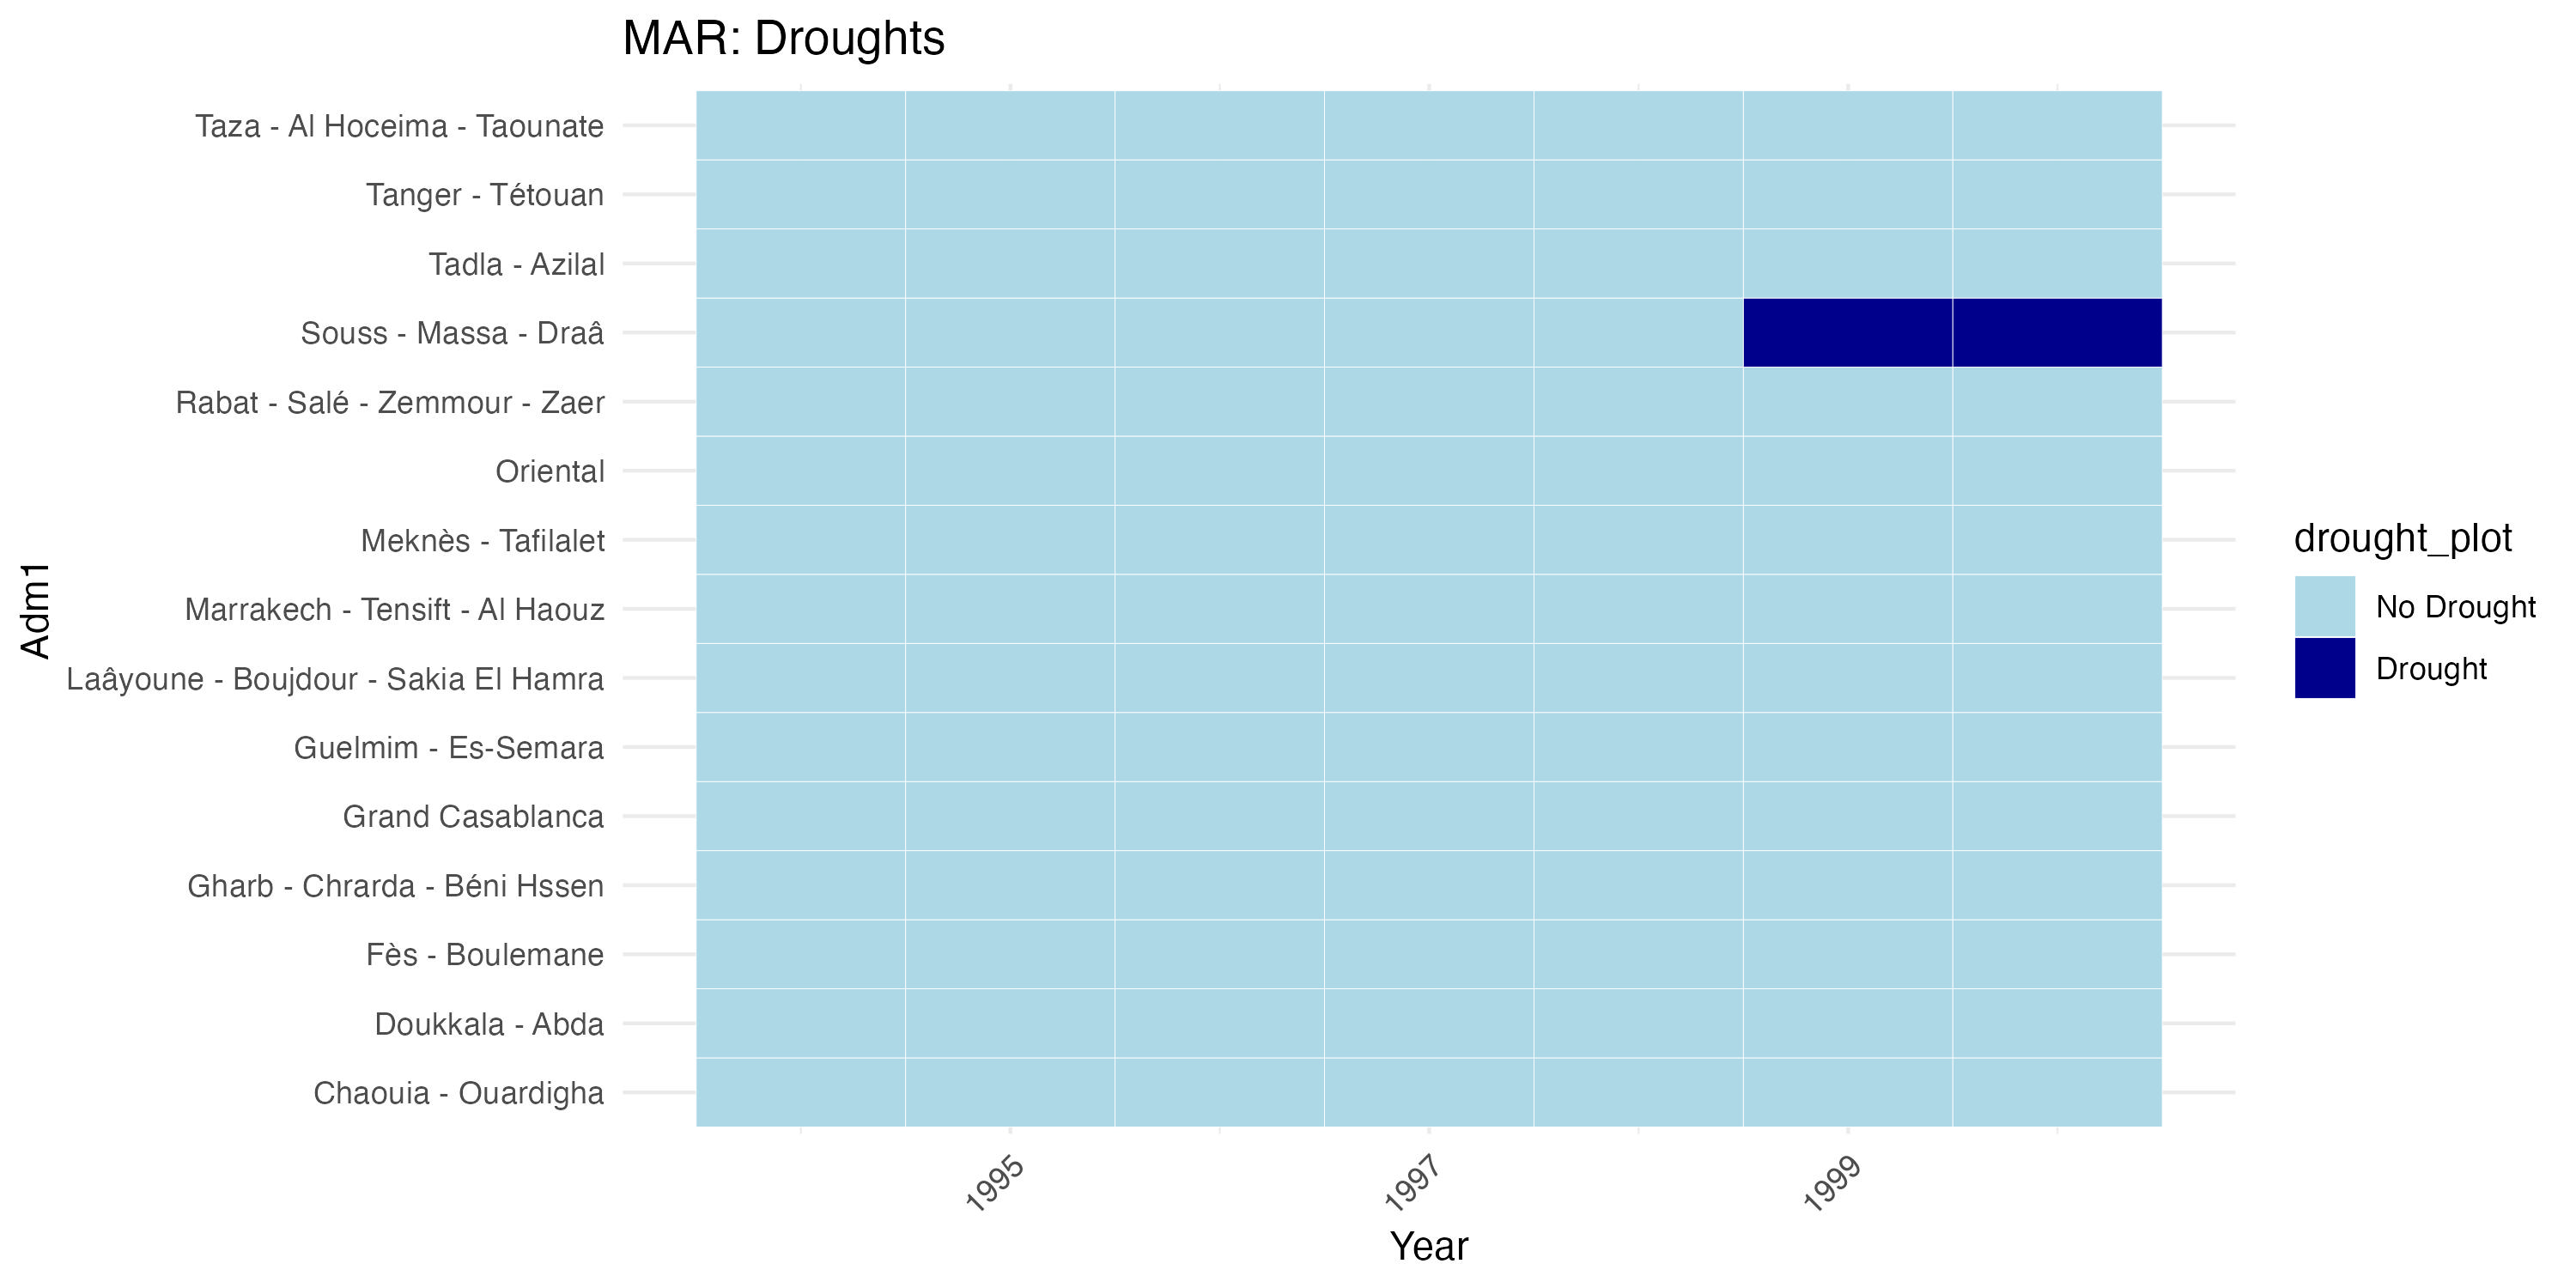 MAR: Droughts
Taza - Al Hoceima - Taounate
Tanger - Tétouan
Tadla - Azilal
Souss - Massa - Draâ
Rabat - Salé - Zemmour - Zaer
Oriental
Meknès - Tafilalet
Marrakech - Tensift - Al Haouz
Laâyoune - Boujdour - Sakia El Hamra
Guelmim - Es-Semara
Grand Casablanca
Gharb - Chrarda - Béni Hssen
Fès - Boulemane
Doukkala - Abda
Chaouia - Ouardigha
Adm1
1995
1997
1999
Year
drought_plot
No Drought
Drought